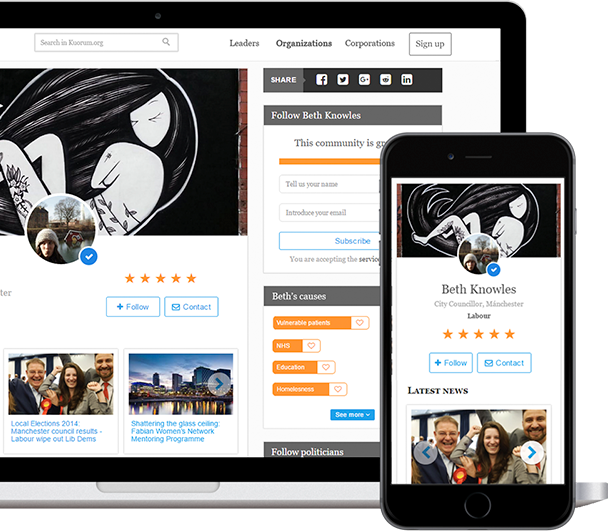 Search in Kuorum.org
Leaders
Organizations
Corporations
Sign up
SHARE
Follow Beth Knowles
This community is gr
Tell us your name
Introduce your email
Subscribe
You are accepting the servic
ter
+ Follow
Contact
Beth's causes
Vulnerable patients
NHS
Education
Homelessness
See more
Follow politicians
Local Elections 2014:
Manchester council results -
Labour wipe out Lib Dems
Shattering the glass ceiling:
Fabian Women's Network
Mentoring Programme
Beth Knowles
City Councillor, Mánchester
Labour
+ Follow
Contact
Latest news